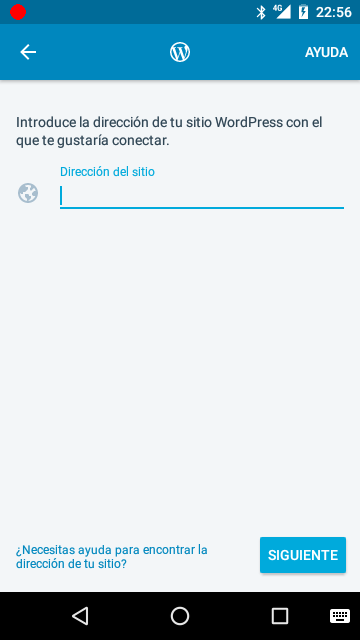 4G 22:56
AYUDA
Introduce la dirección de tu sitio WordPress con el
que te gustaría conectar.
Dirección del sitio
¿Necesitas ayuda para encontrar la
dirección de tu sitio?
SIGUIENTE